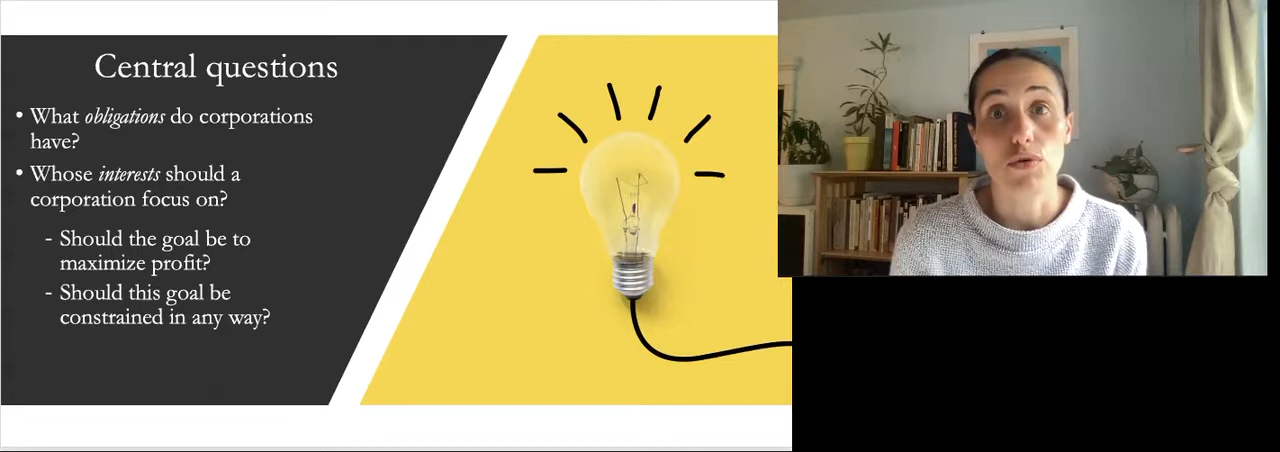 Central questions
• What obligations do corporations
have?
• Whose interests should a
corporation focus on?
- Should the goal be to
maximize profit?
- Should this goal be
constrained in any way?